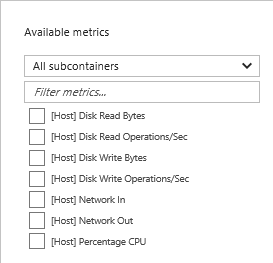 Available metrics
All subcontainers
Filter metrics...
[Host] Disk Read Bytes
[Host] Disk Read Operations/Sec
[Host] Disk Write Bytes
[Host] Disk Write Operations/Sec
[Host] Network In
[Host] Network Out
[Host] Percentage CPU